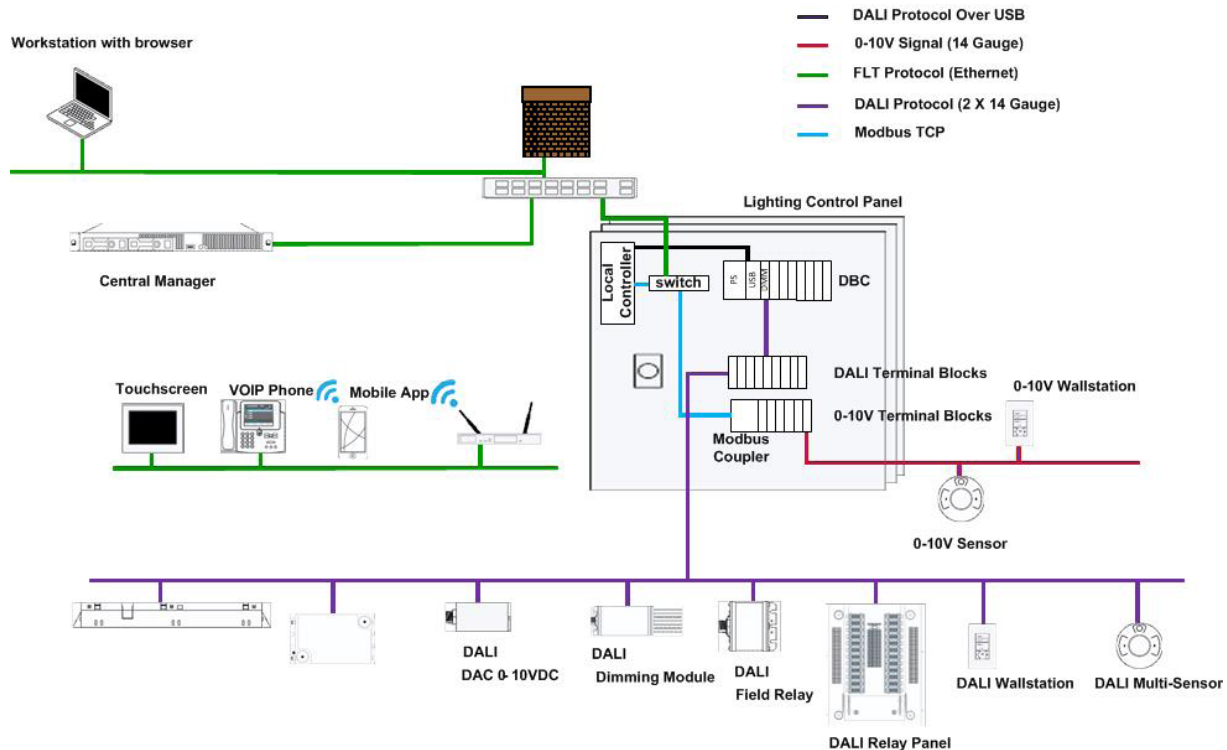 DALI Protocol Over USB
Workstation with browser
0-10V Signal (14 Gauge)
FLT Protocol (Ethernet)
DALI Protocol (2 X 14 Gauge)
Modbus TCP
Lighting Control Panel
Central Manager
Local
Controller
switch
PS
USB
DMM
DBC
DALI Terminal Blocks
0-10V Terminal Blocks
Modbus
Coupler
Touchscreen
VOIP Phone
Mobile App
0-10V Wallstation
0-10V Sensor
DALI
DAC 0-10VDC
DALI
Dimming Module
DALI
Field Relay
DALI Relay Panel
DALI Wallstation
DALI Multi-Sensor